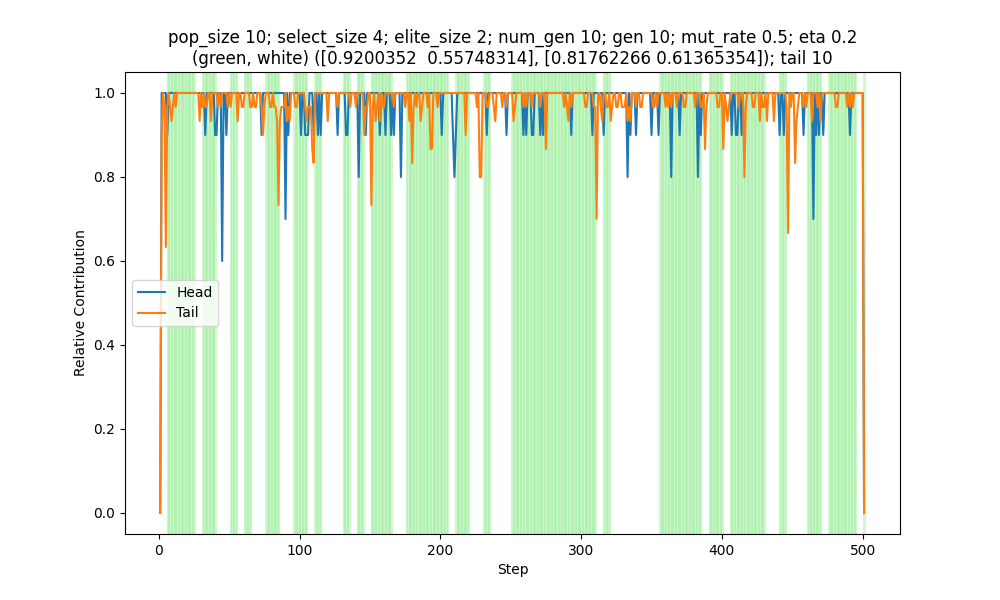 pop_size 10; select_size 4; elite_size 2; num_gen 10; gen 10; mut_rate 0.5; eta 0.2
(green, white) ([0.9200352  0.55748314], [0.81762266 0.61365354]); tail 10
1.0
0.8
0.6
0.4
0.2
0.0
Relative Contribution
Head
Tail
0 100 200 300 400 500
Step